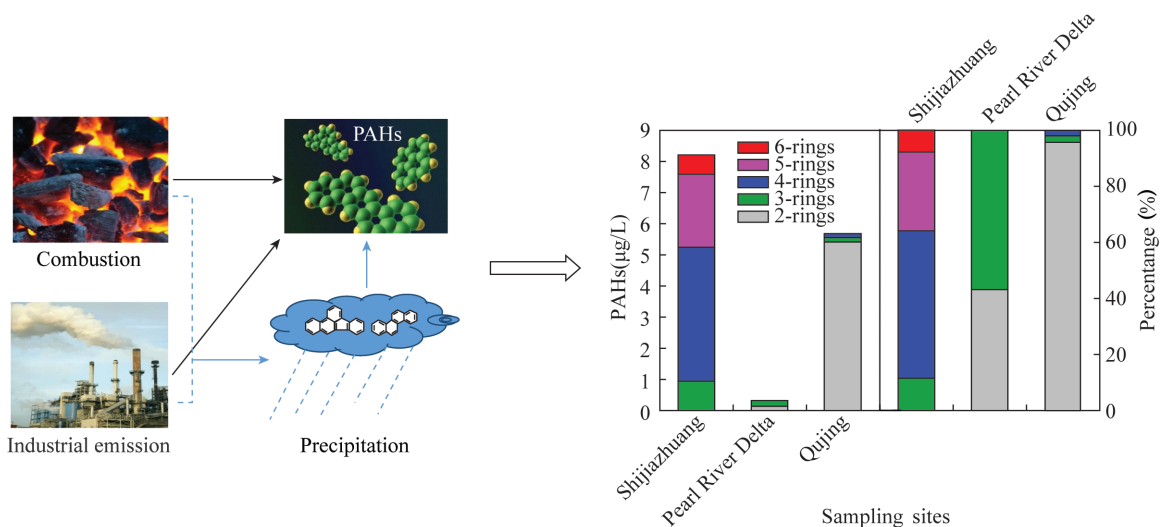 PAHs
Combustion
Industrial emission
Precipitation
Shijiazhuang
Pearl River Delta
Qujing
9
8
7
6
5
4
3
2
1
0
PAHs(μg/L)
6-rings
5-rings
4-rings
3-rings
2-rings
100
80
60
40
20
0
Percentange (%)
Shijiazhuang
Pearl River Delta
Qujing
Sampling sites